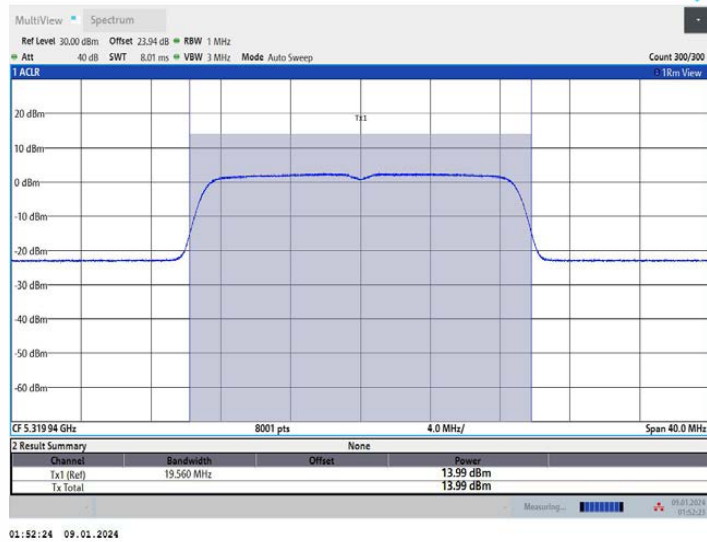 MultiView Spectrum
Ref Level 30.00 dBm Offset 23.94 dB RBW 1 MHz
Att 40 dB SWT 8.01 ms VBW 3 MHz Mode Auto Sweep Count 300/300
1 ACLR 1Rm View
Tx1
20 dBm
10 dBm
0 dBm
-10 dBm
-20 dBm
-30 dBm
-40 dBm
-50 dBm
-60 dBm
CF 5.319 94 GHz 8001 pts 4.0 MHz/ Span 40.0 MHz
2 Result Summary None
Channel Bandwidth Offset Power
Tx1 (Ref) 19.560 MHz 13.99 dBm
Tx Total 13.99 dBm
Measuring... 09.01.2024
01:52:23
01:52:24 09.01.2024